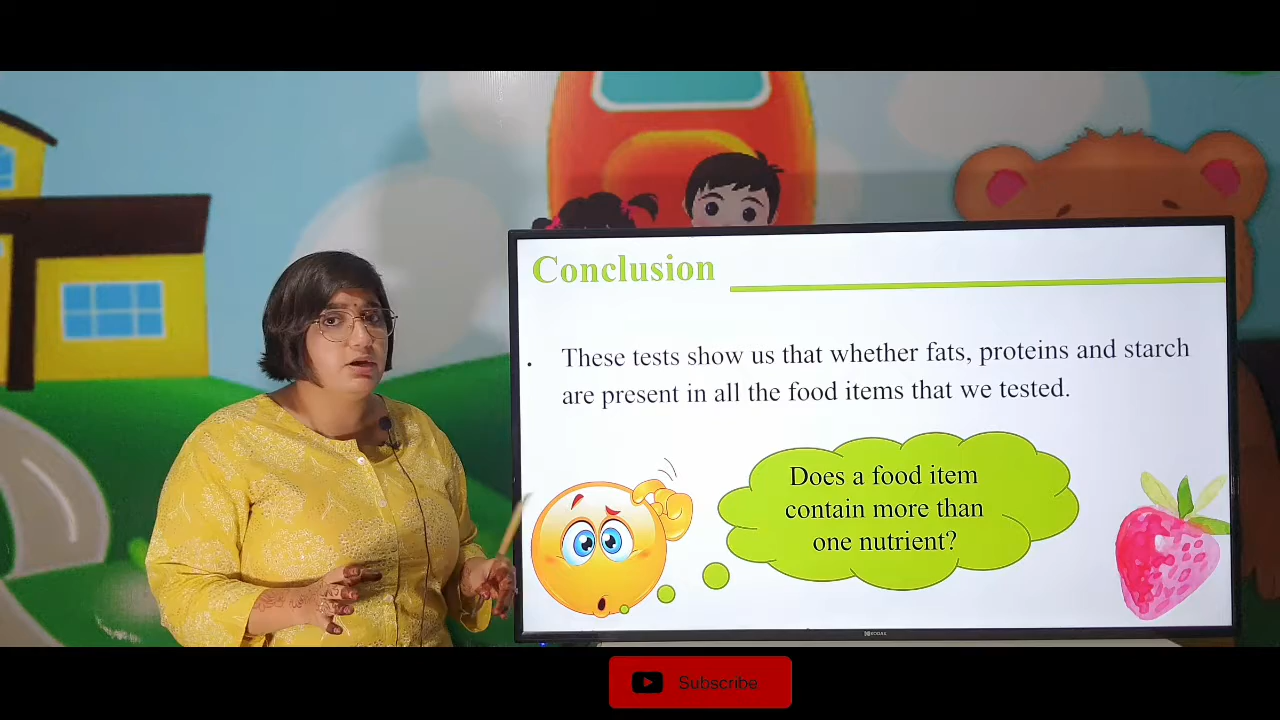 Conclusion
. These tests show us that whether fats, proteins and starch
are present in all the food items that we tested.
Does a food item
contain more than
one nutrient?
KODAK
Subscribe